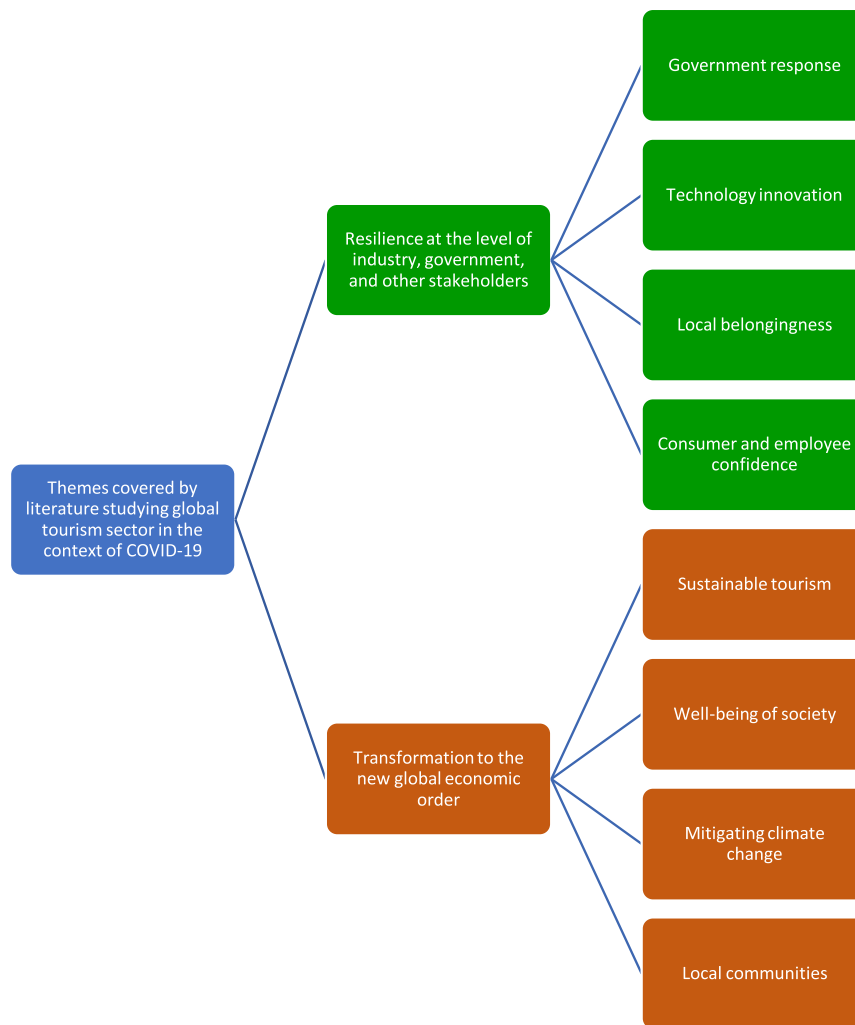 Themes covered by
literature studying global
tourism sector in the
context of COVID-19
Resilience at the level of
industry, government,
and other stakeholders
Government response
Technology innovation
Local belongingness
Consumer and employee
confidence
Transformation to the
new global economic
order
Sustainable tourism
Well-being of society
Mitigating climate
change
Local communities